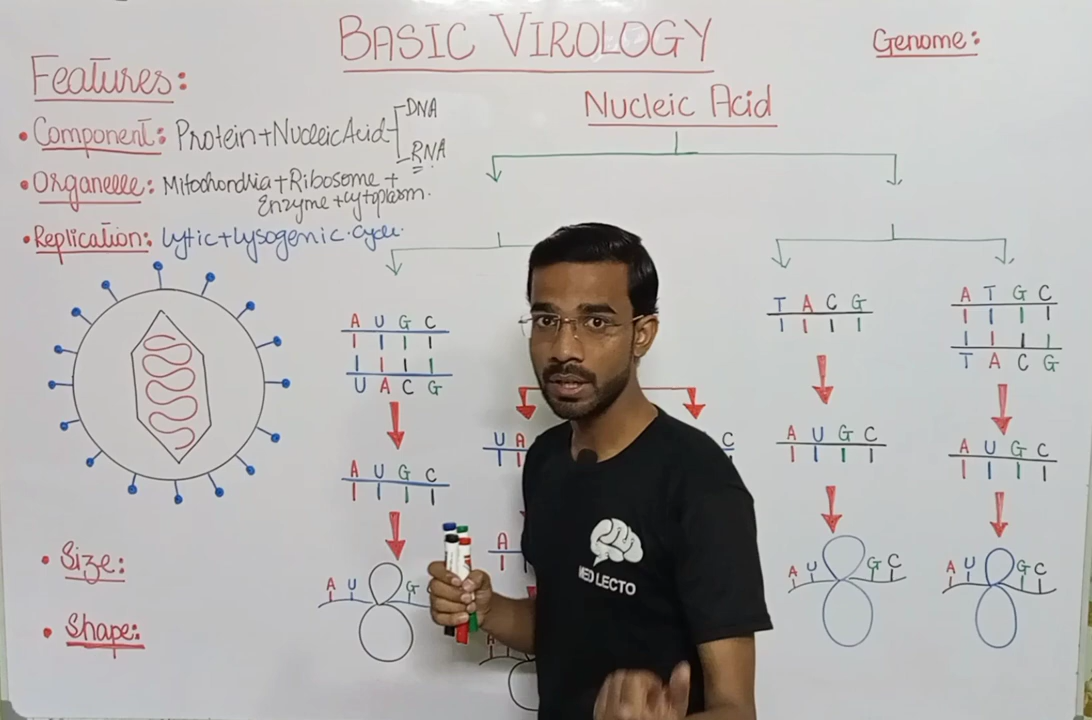 BASIC VIROLOGY
Genome:
Features:
Nucleic Acid
• Component: Protein+Nucleic Acid
DNA
RNA
• Organelle: Mitochondria + Ribosome +
Enzyme + cytoplasm.
• Replication: Lytic+Lysogenic. Cycle.
A U G C
U A C G
A U G C
A U G
U A
C
A
T A C G
A U G C
A U G C
A T G C
T A C G
A U G C
A U G C
• Size:
• Shape:
MED LECTO